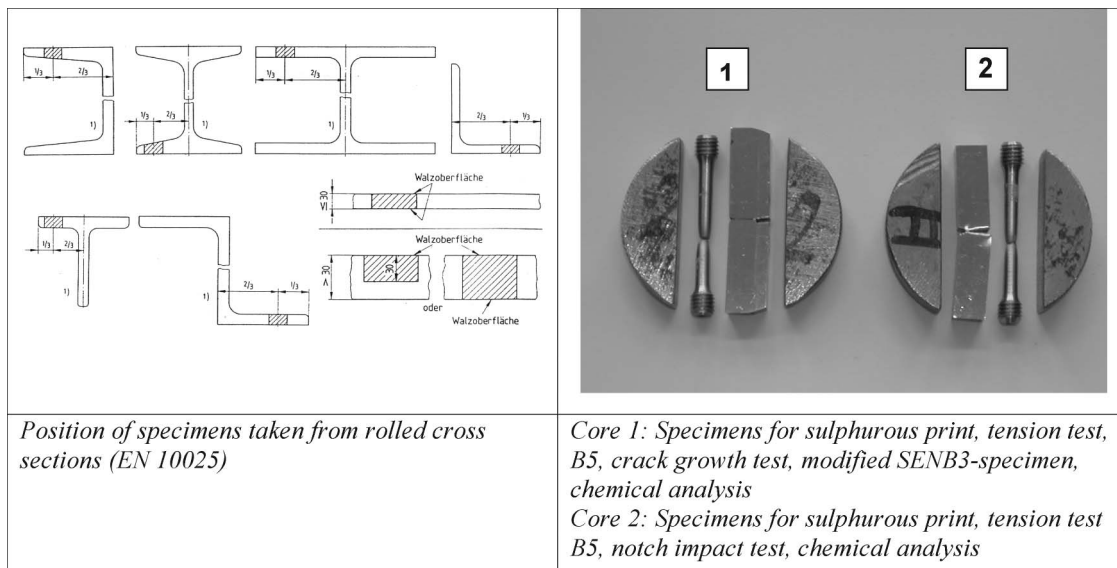 1/3
2/3
1)
1/3
2/3
1)
1/3
2/3
1)
2/3
1/3
Walzoberfläche
≤ 30
1/3
2/3
1)
2/3
1/3
1)
Walzoberfläche
> 30
30
oder
Walzoberfläche
1
2
H
Position of specimens taken from rolled cross
sections (EN 10025)
Core 1: Specimens for sulphurous print, tension test,
B5, crack growth test, modified SENB3-specimen,
chemical analysis
Core 2: Specimens for sulphurous print, tension test
B5, notch impact test, chemical analysis